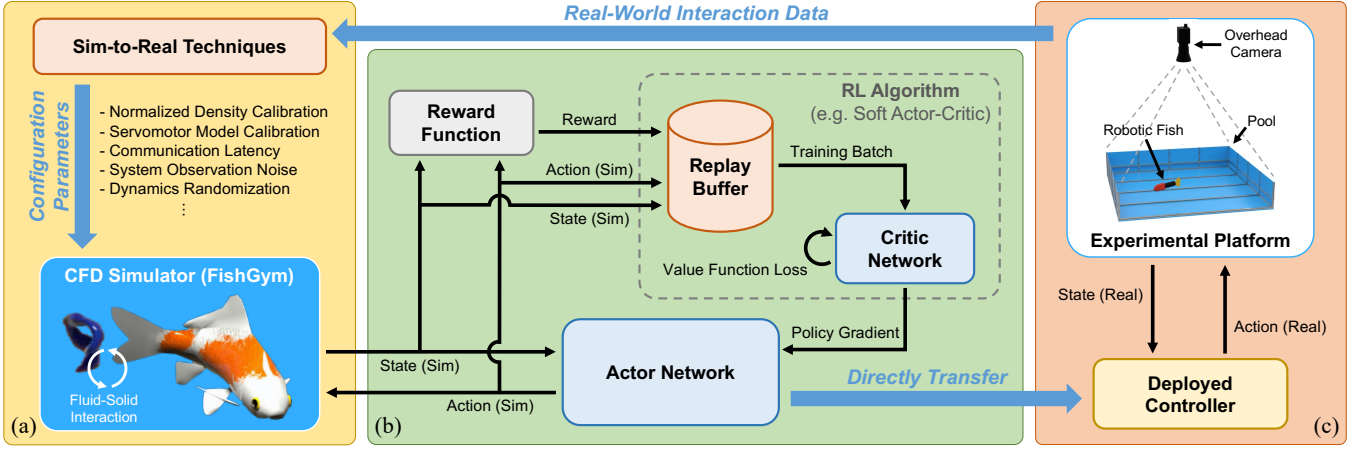 Real-World Interaction Data
Sim-to-Real Techniques
Configuration
Parameters
- Normalized Density Calibration
- Servomotor Model Calibration
- Communication Latency
- System Observation Noise
- Dynamics Randomization
⋮
CFD Simulator (FishGym)
Fluid-Solid
Interaction
(a)
Reward
Function
Reward
RL Algorithm
(e.g. Soft Actor-Critic)
Replay
Buffer
Action (Sim)
State (Sim)
Training Batch
Critic
Network
Value Function Loss
Policy Gradient
State (Sim)
Actor Network
Action (Sim)
Directly Transfer
(b)
Overhead
Camera
Robotic Fish
Pool
Experimental Platform
State (Real)
Action (Real)
Deployed
Controller
(c)